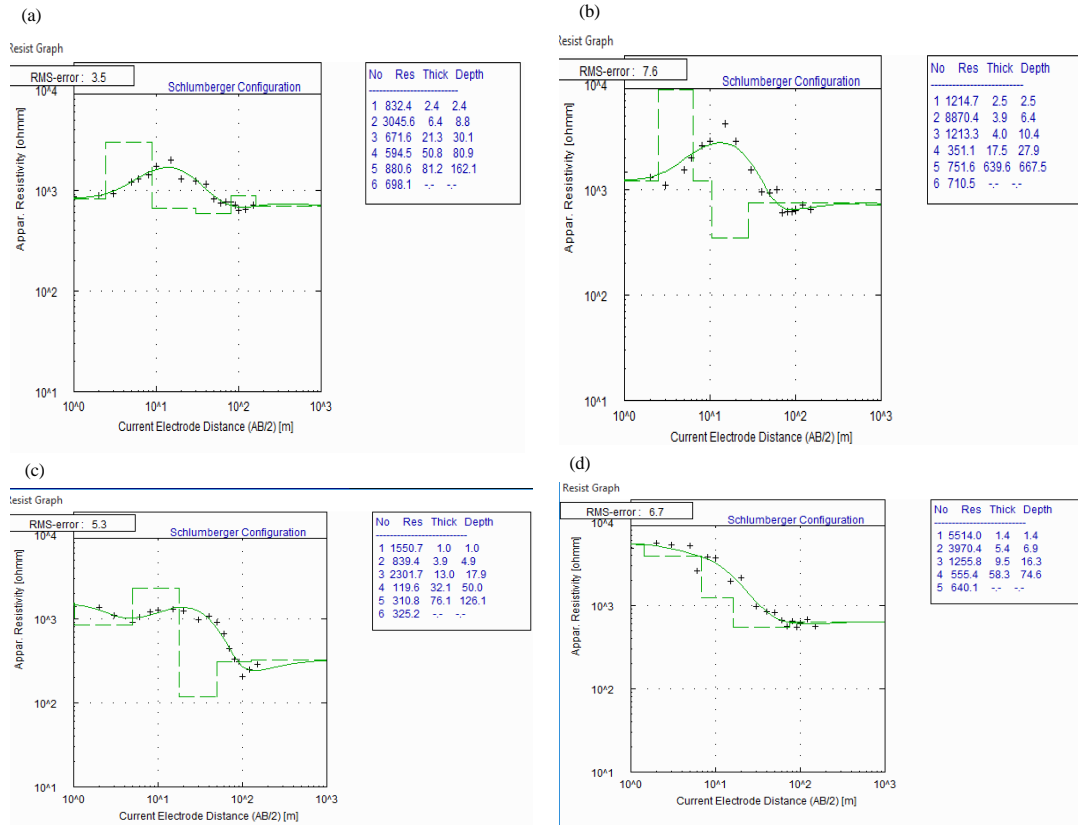 (a)
Resist Graph
RMS-error : 3.5
Schlumberger Configuration
10^4
10^3
10^2
10^1
Appar. Resistivity [ohmm]
10^0 10^1 10^2 10^3
Current Electrode Distance (AB/2) [m]
No Res Thick Depth
------------------------
1 832.4 2.4 2.4
2 3045.6 6.4 8.8
3 671.6 21.3 30.1
4 594.5 50.8 80.9
5 880.6 81.2 162.1
6 698.1 -.- -.-
(b)
Resist Graph
RMS-error : 7.6
Schlumberger Configuration
10^4
10^3
10^2
10^1
Appar. Resistivity [ohmm]
10^0 10^1 10^2 10^3
Current Electrode Distance (AB/2) [m]
No Res Thick Depth
------------------------
1 1214.7 2.5 2.5
2 8870.4 3.9 6.4
3 1213.3 4.0 10.4
4 351.1 17.5 27.9
5 751.6 639.6 667.5
6 710.5 -.- -.-
(c)
Resist Graph
RMS-error : 5.3
Schlumberger Configuration
10^4
10^3
10^2
10^1
Appar. Resistivity [ohmm]
10^0 10^1 10^2 10^3
Current Electrode Distance (AB/2) [m]
No Res Thick Depth
------------------------
1 1550.7 1.0 1.0
2 839.4 3.9 4.9
3 2301.7 13.0 17.9
4 119.6 32.1 50.0
5 310.8 76.1 126.1
6 325.2 -.- -.-
(d)
Resist Graph
RMS-error : 6.7
Schlumberger Configuration
10^4
10^3
10^2
10^1
Appar. Resistivity [ohmm]
10^0 10^1 10^2 10^3
Current Electrode Distance (AB/2) [m]
No Res Thick Depth
------------------------
1 5514.0 1.4 1.4
2 3970.4 5.4 6.9
3 1255.8 9.5 16.3
4 555.4 58.3 74.6
5 640.1 -.- -.-